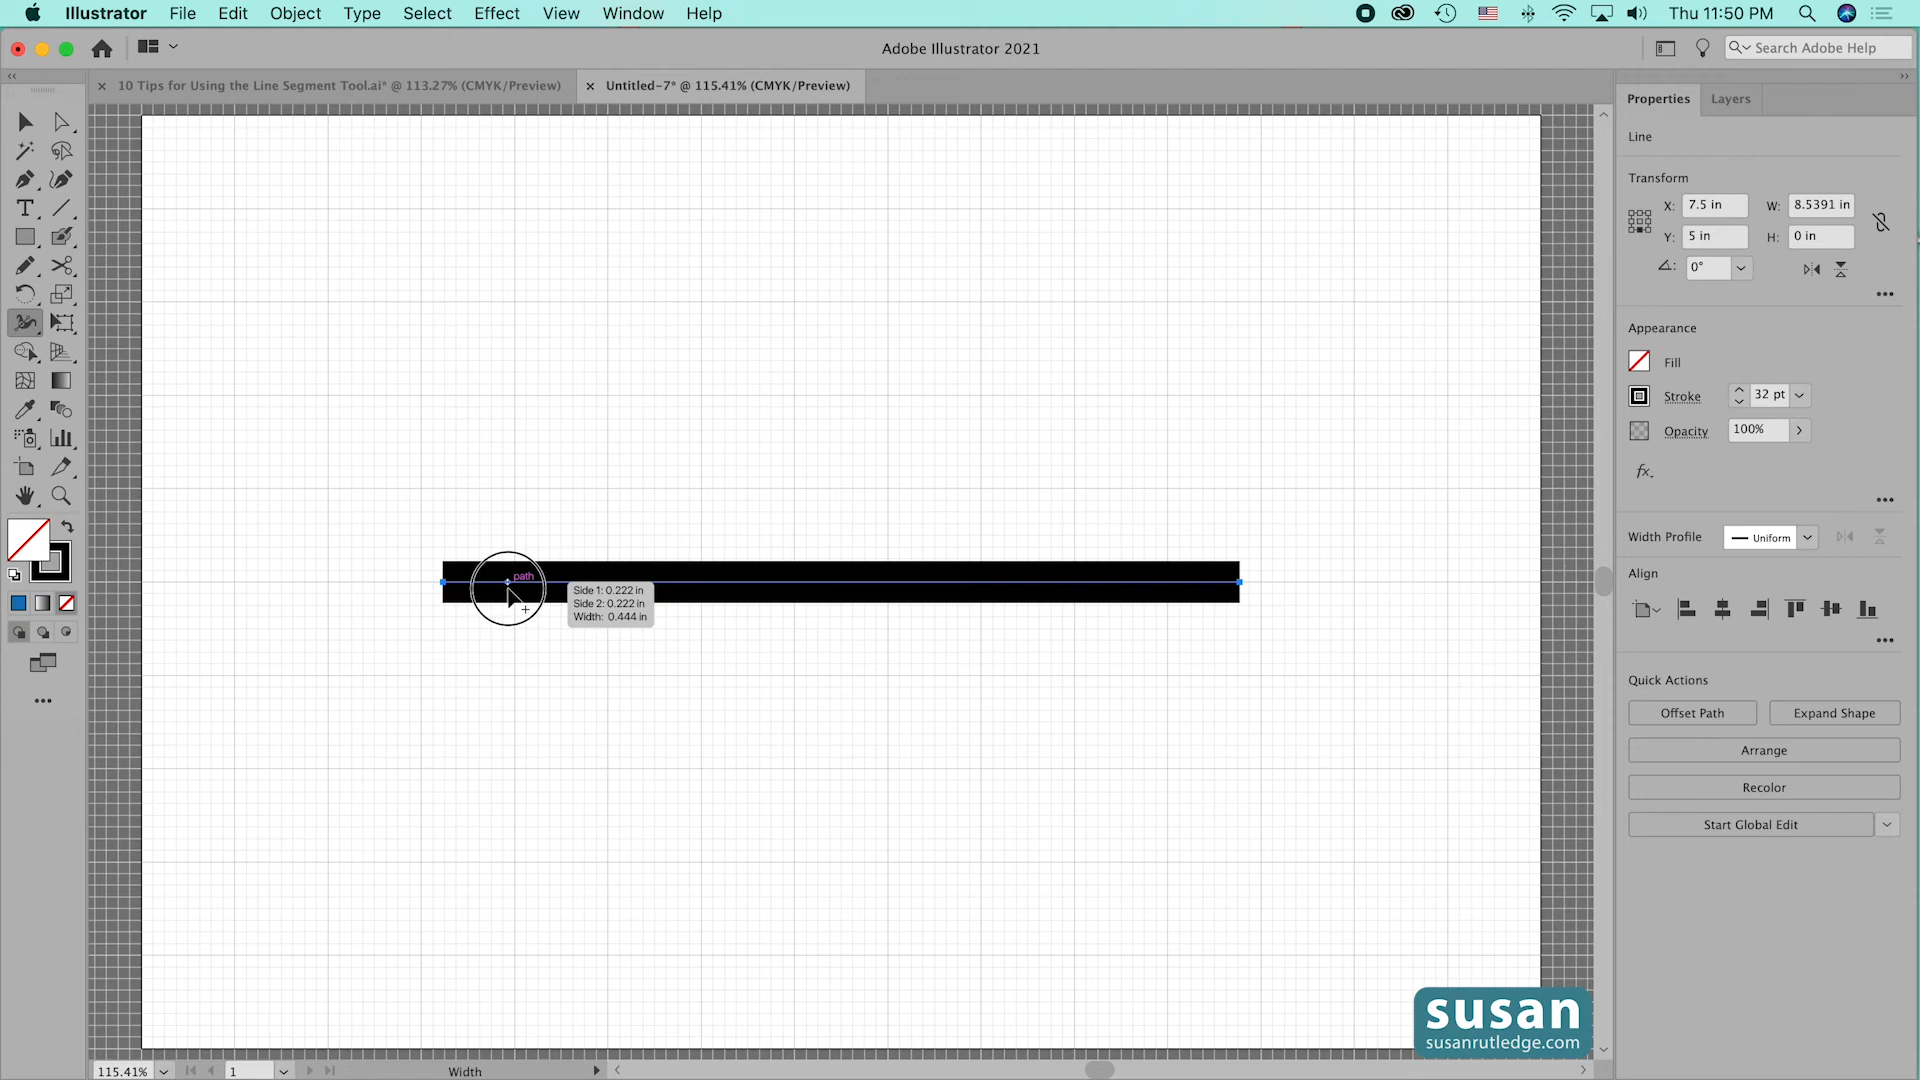 Illustrator File Edit Object Type Select Effect View Window Help
Thu 11:50 PM
Adobe Illustrator 2021
Search Adobe Help
10 Tips for Using the Line Segment Tool.ai* @ 113.27% (CMYK/Preview)
Untitled-7* @ 115.41% (CMYK/Preview)
Properties Layers
Line
Transform
X: 7.5 in W: 8.5391 in
Y: 5 in H: 0 in
0°
Appearance
Fill
Stroke 32 pt
Opacity 100%
fx.
Width Profile Uniform
Align
Quick Actions
Offset Path Expand Shape
Arrange
Recolor
Start Global Edit
path
Side 1: 0.222 in
Side 2: 0.222 in
Width: 0.444 in
susan
susanrutledge.com
115.41% 1 Width